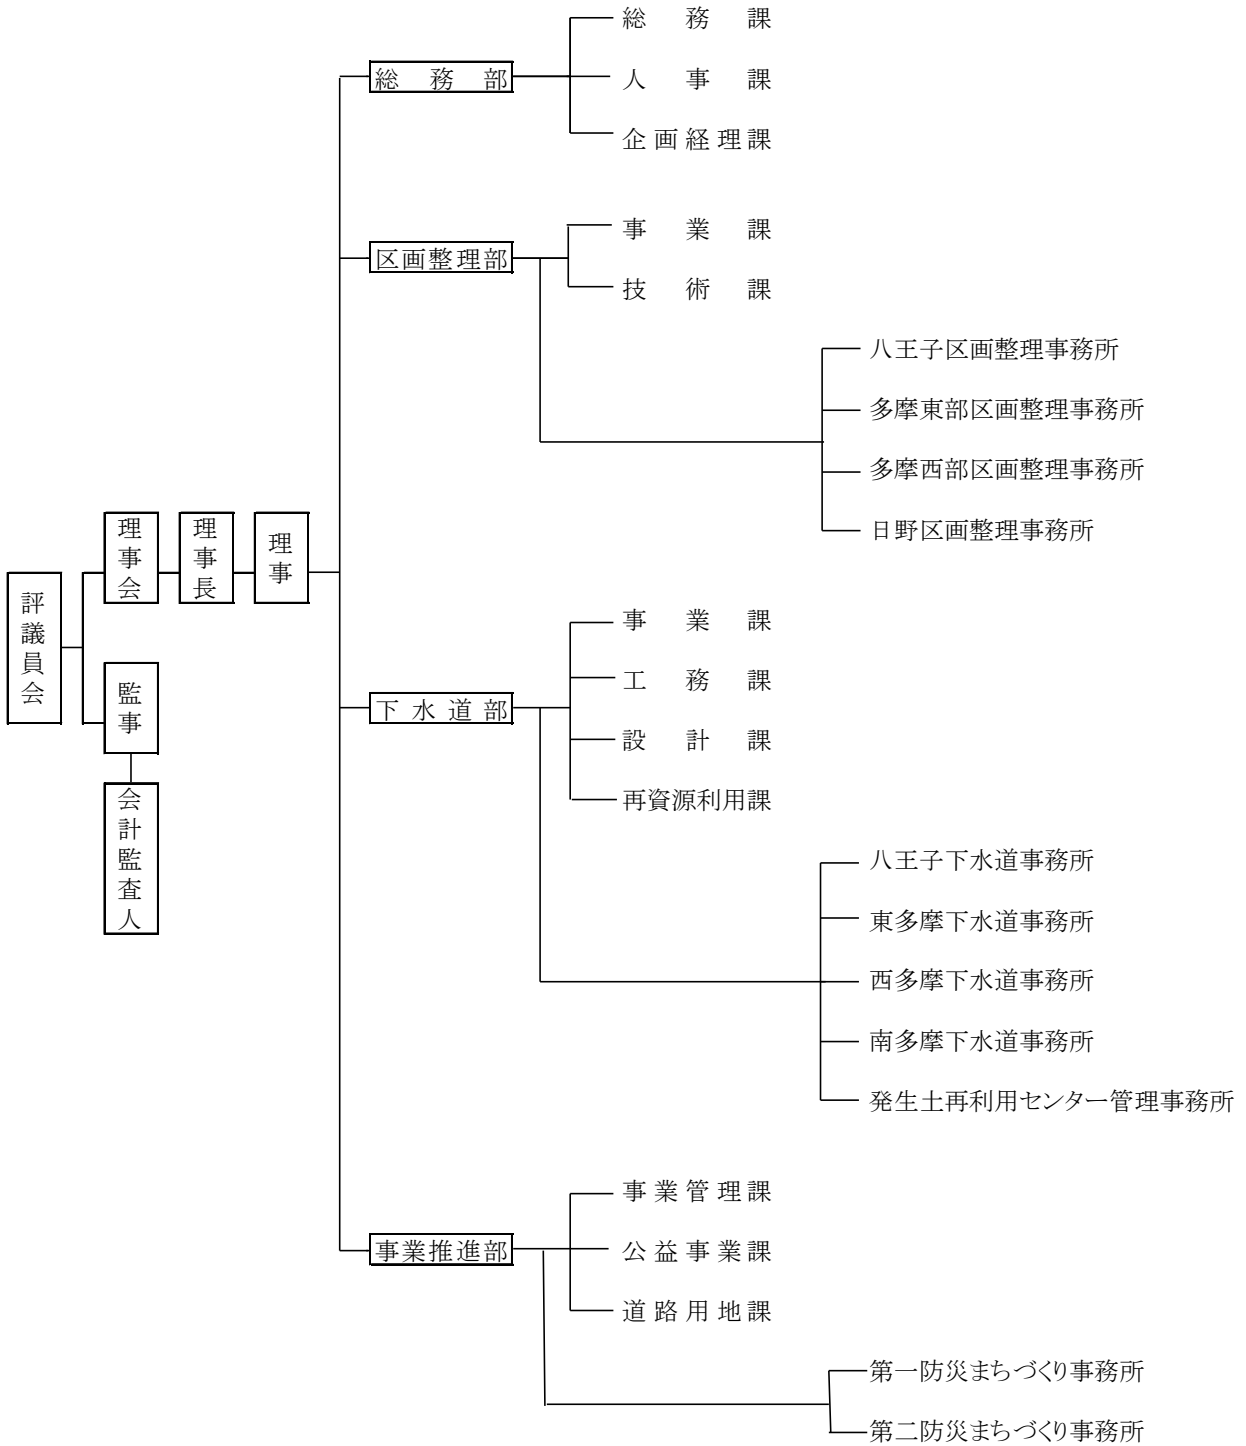 評議員会
理事会
理事長
理事
監事
会計監査人
総務部
総務課
人事課
企画経理課
区画整理部
事業課
技術課
八王子区画整理事務所
多摩東部区画整理事務所
多摩西部区画整理事務所
日野区画整理事務所
下水道部
事業課
工務課
設計課
再資源利用課
八王子下水道事務所
東多摩下水道事務所
西多摩下水道事務所
南多摩下水道事務所
発生土再利用センター管理事務所
事業推進部
事業管理課
公益事業課
道路用地課
第一防災まちづくり事務所
第二防災まちづくり事務所